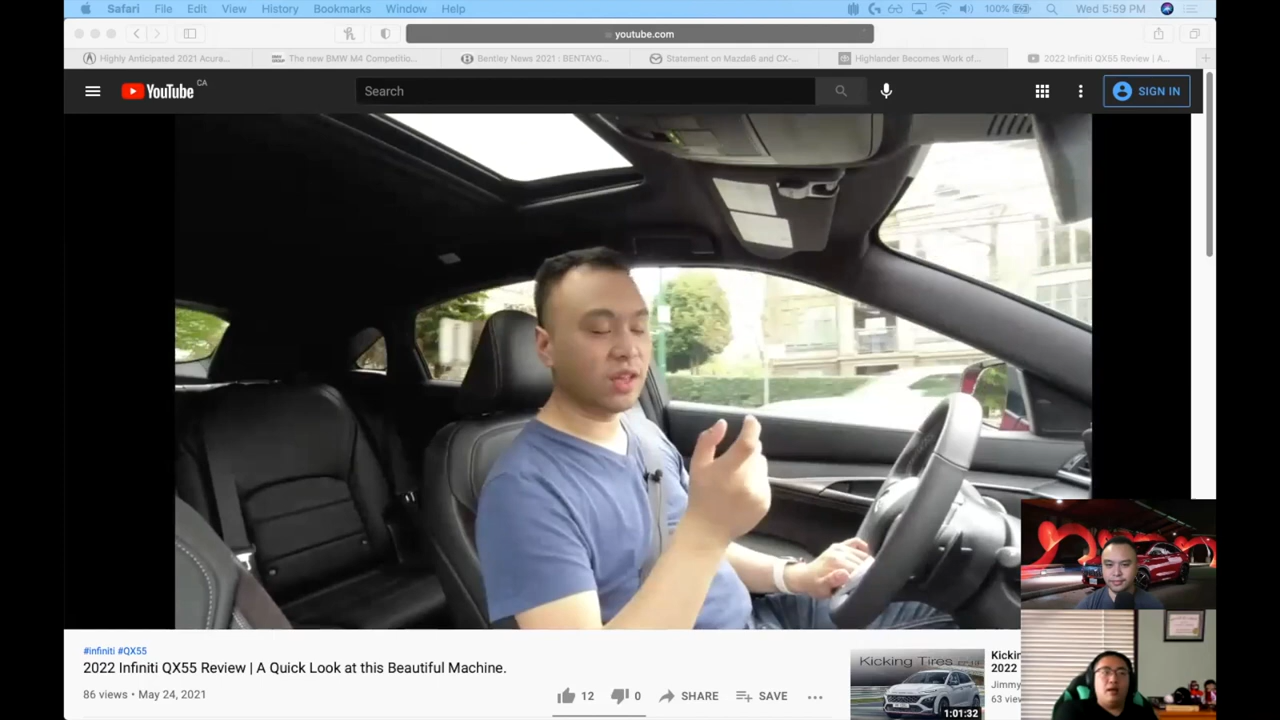 Safari File Edit View History Bookmarks Window Help 100% Wed 5:59 PM
youtube.com
Highly Anticipated 2021 Acura... The new BMW M4 Competitio... Bentley News 2021 : BENTAYG... Statement on Mazda6 and CX-... Highlander Becomes Work of... 2022 Infiniti QX55 Review | A...
YouTube CA Search SIGN IN
#infiniti #QX55
2022 Infiniti QX55 Review | A Quick Look at this Beautiful Machine.
86 views • May 24, 2021 12 0 SHARE SAVE
Kicking Tires
1:01:32
Kickin
2022
Jimmy
63 view